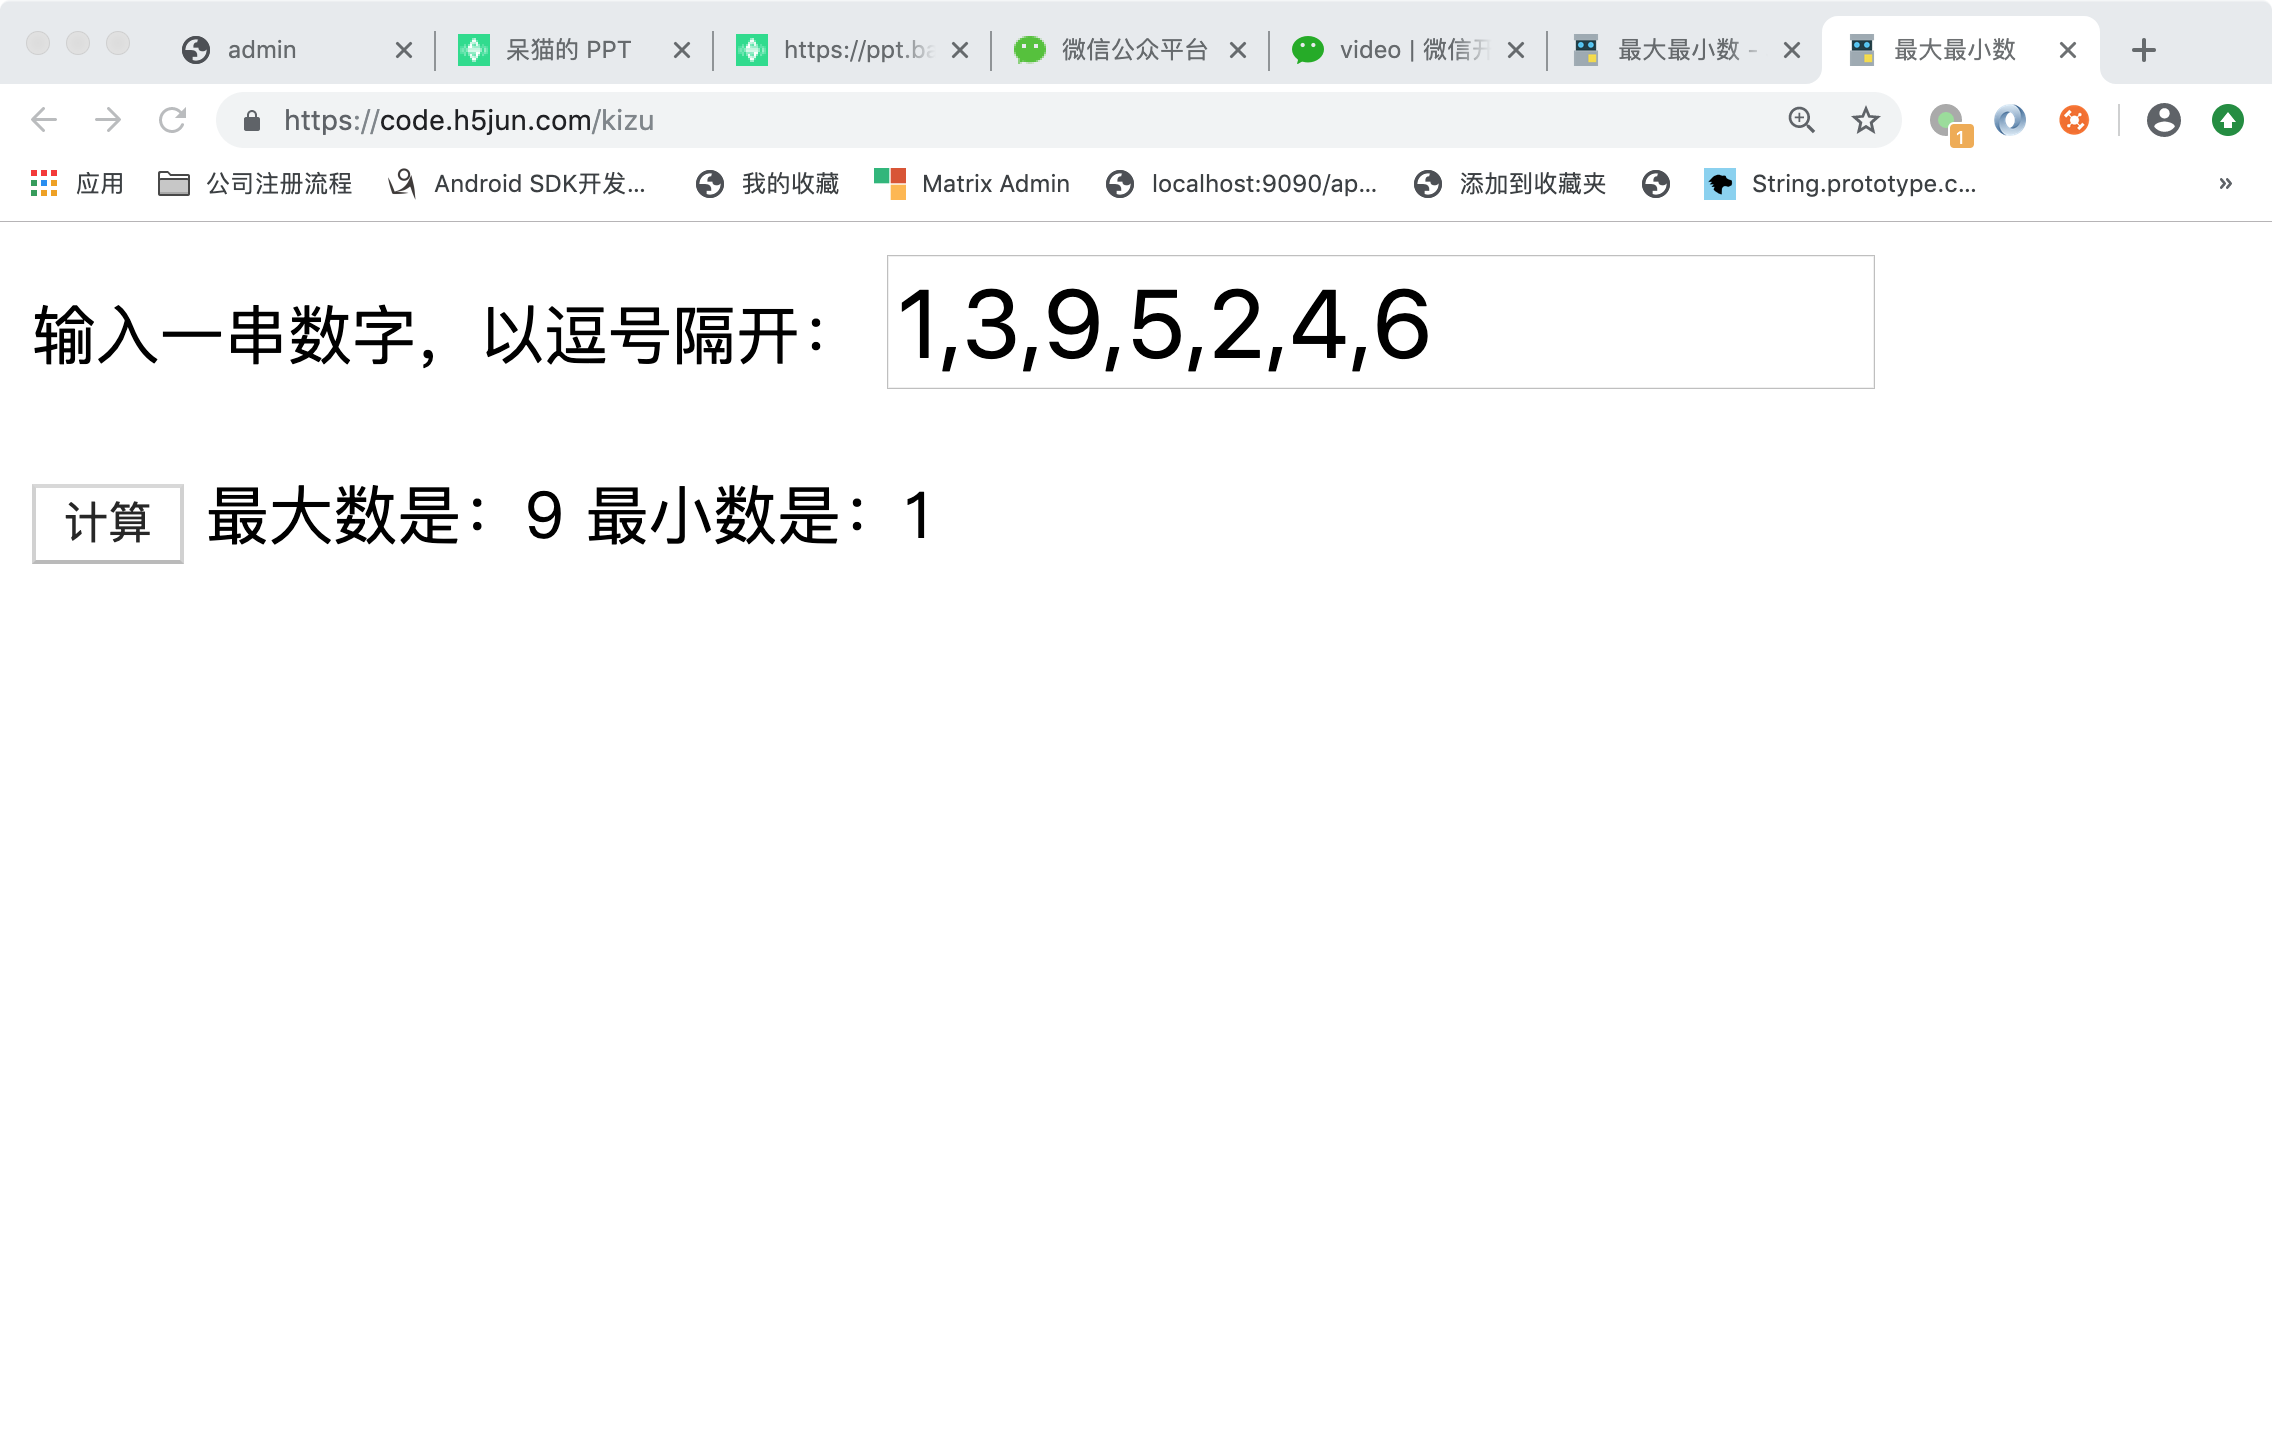 admin
呆猫的 PPT
https://ppt.ba
微信公众平台
video | 微信开
最大最小数 -
最大最小数
https://code.h5jun.com/kizu
1
应用
公司注册流程
Android SDK开发...
我的收藏
Matrix Admin
localhost:9090/ap...
添加到收藏夹
String.prototype.c...
»
输入一串数字，以逗号隔开： 1,3,9,5,2,4,6
计算 最大数是：9 最小数是：1